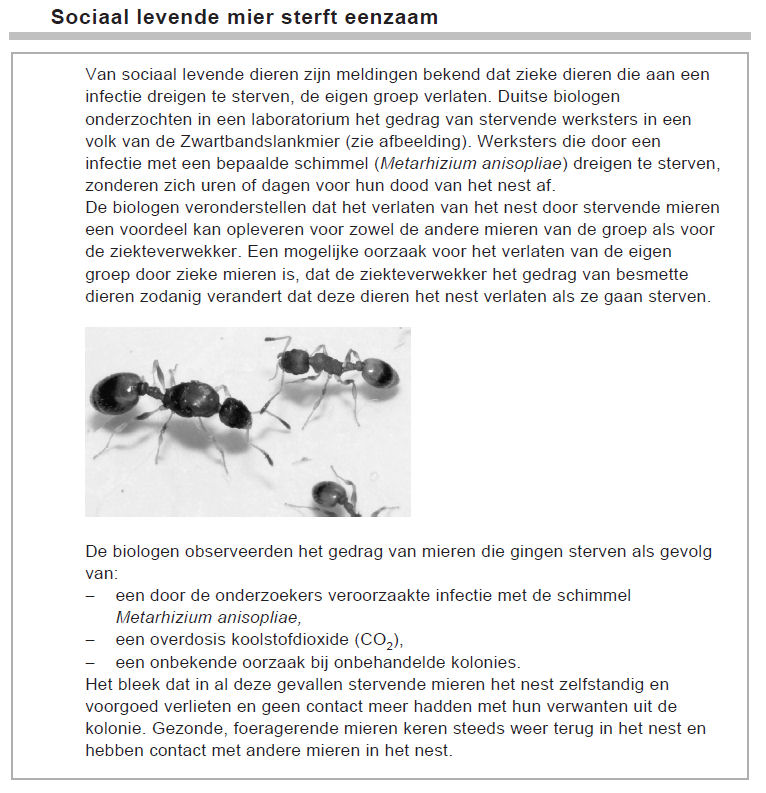 Sociaal levende mier sterft eenzaam
Van sociaal levende dieren zijn meldingen bekend dat zieke dieren die aan een
infectie dreigen te sterven, de eigen groep verlaten. Duitse biologen
onderzochten in een laboratorium het gedrag van stervende werksters in een
volk van de Zwartbandslankmier (zie afbeelding). Werksters die door een
infectie met een bepaalde schimmel (Metarhizium anisopliae) dreigen te sterven,
zonderen zich uren of dagen voor hun dood van het nest af.
De biologen veronderstellen dat het verlaten van het nest door stervende mieren
een voordeel kan opleveren voor zowel de andere mieren van de groep als voor
de ziekteverwekker. Een mogelijke oorzaak voor het verlaten van de eigen
groep door zieke mieren is, dat de ziekteverwekker het gedrag van besmette
dieren zodanig verandert dat deze dieren het nest verlaten als ze gaan sterven.
De biologen observeerden het gedrag van mieren die gingen sterven als gevolg
van:
– een door de onderzoekers veroorzaakte infectie met de schimmel
Metarhizium anisopliae,
– een overdosis koolstofdioxide (CO2),
– een onbekende oorzaak bij onbehandelde kolonies.
Het bleek dat in al deze gevallen stervende mieren het nest zelfstandig en
voorgoed verlieten en geen contact meer hadden met hun verwanten uit de
kolonie. Gezonde, foeragerende mieren keren steeds weer terug in het nest en
hebben contact met andere mieren in het nest.